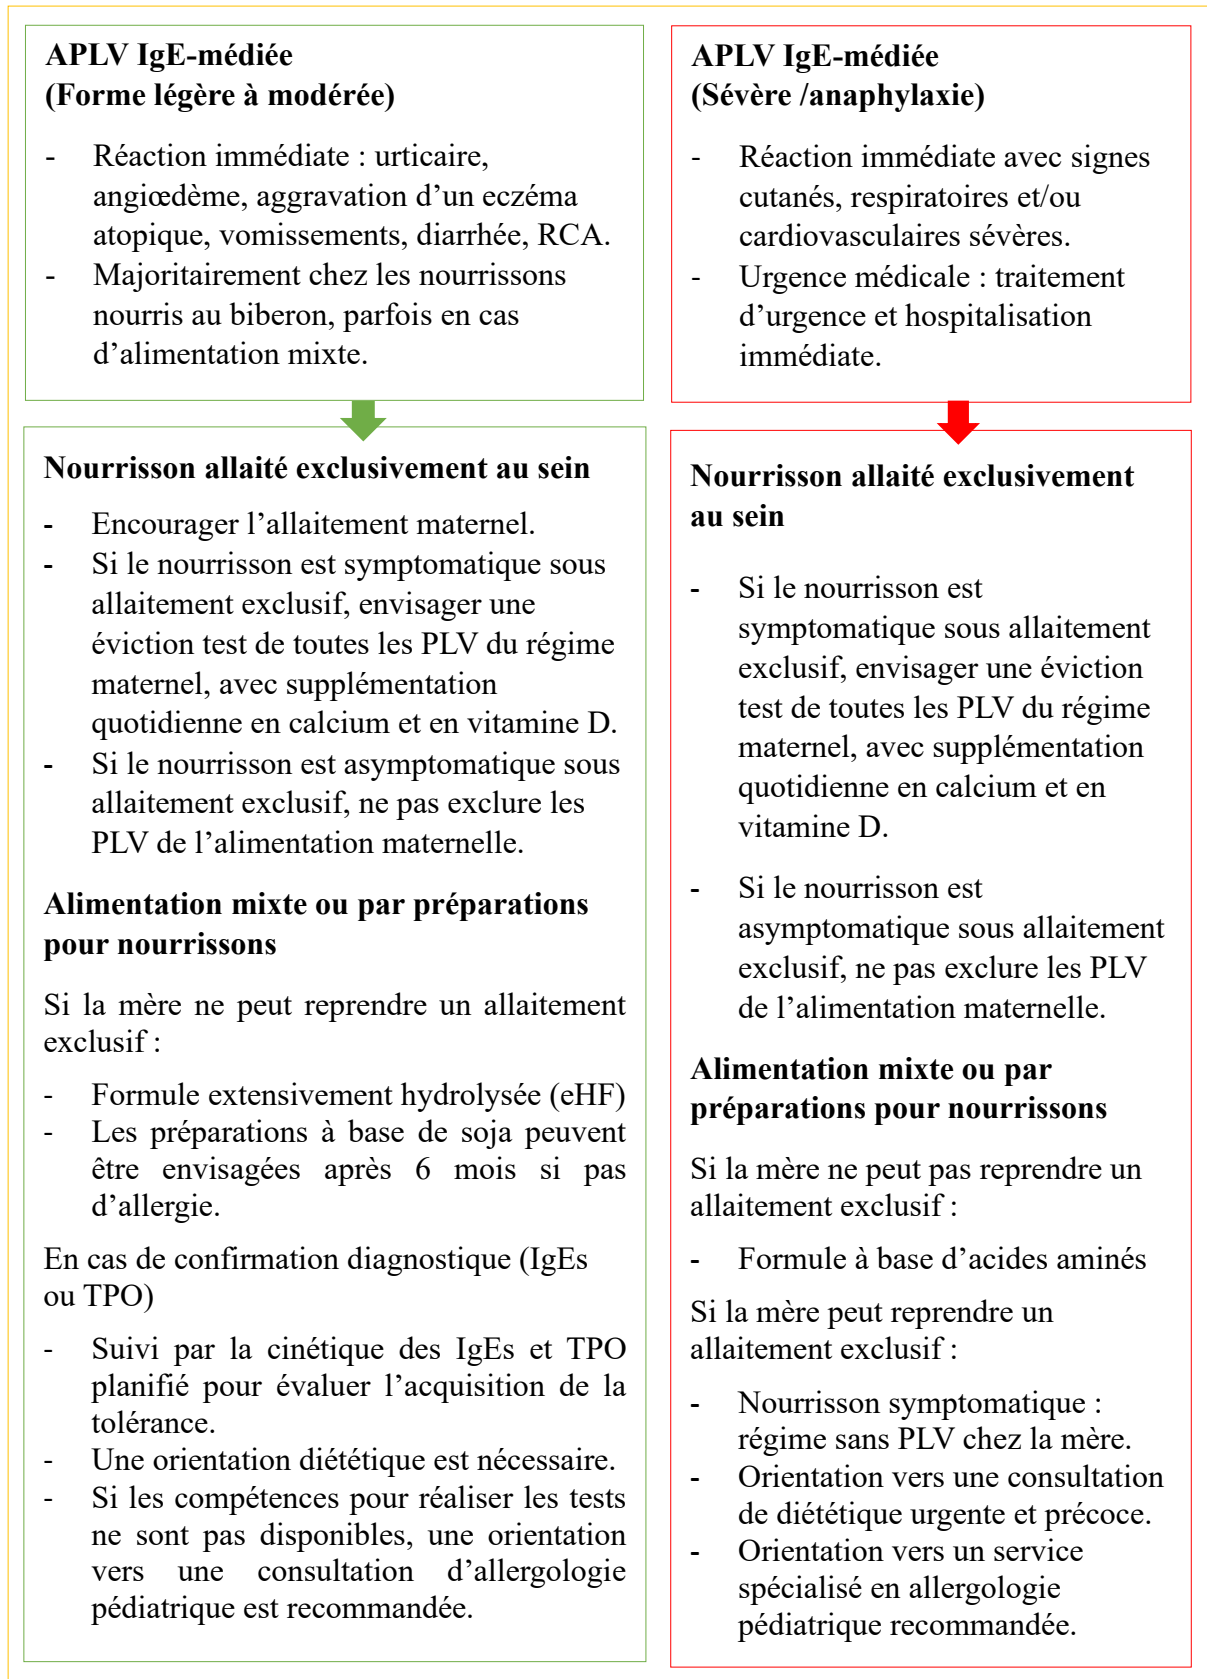 APLV IgE-médiée
(Forme légère à modérée)
- Réaction immédiate : urticaire,
angiœdème, aggravation d’un eczéma
atopique, vomissements, diarrhée, RCA.
- Majoritairement chez les nourrissons
nourris au biberon, parfois en cas
d’alimentation mixte.
Nourrisson allaité exclusivement au sein
- Encourager l’allaitement maternel.
- Si le nourrisson est symptomatique sous
allaitement exclusif, envisager une
éviction test de toutes les PLV du régime
maternel, avec supplémentation
quotidienne en calcium et en vitamine D.
- Si le nourrisson est asymptomatique sous
allaitement exclusif, ne pas exclure les
PLV de l’alimentation maternelle.
Alimentation mixte ou par préparations
pour nourrissons
Si la mère ne peut reprendre un allaitement
exclusif :
- Formule extensivement hydrolysée (eHF)
- Les préparations à base de soja peuvent
être envisagées après 6 mois si pas
d’allergie.
En cas de confirmation diagnostique (IgEs
ou TPO)
- Suivi par la cinétique des IgEs et TPO
planifié pour évaluer l’acquisition de la
tolérance.
- Une orientation diététique est nécessaire.
- Si les compétences pour réaliser les tests
ne sont pas disponibles, une orientation
vers une consultation d’allergologie
pédiatrique est recommandée.
APLV IgE-médiée
(Sévère /anaphylaxie)
- Réaction immédiate avec signes
cutanés, respiratoires et/ou
cardiovasculaires sévères.
- Urgence médicale : traitement
d’urgence et hospitalisation
immédiate.
Nourrisson allaité exclusivement
au sein
- Si le nourrisson est
symptomatique sous allaitement
exclusif, envisager une éviction
test de toutes les PLV du régime
maternel, avec supplémentation
quotidienne en calcium et en
vitamine D.
- Si le nourrisson est
asymptomatique sous allaitement
exclusif, ne pas exclure les PLV
de l’alimentation maternelle.
Alimentation mixte ou par
préparations pour nourrissons
Si la mère ne peut pas reprendre un
allaitement exclusif :
- Formule à base d’acides aminés
Si la mère peut reprendre un
allaitement exclusif :
- Nourrisson symptomatique :
régime sans PLV chez la mère.
- Orientation vers une consultation
de diététique urgente et précoce.
- Orientation vers un service
spécialisé en allergologie
pédiatrique recommandée.